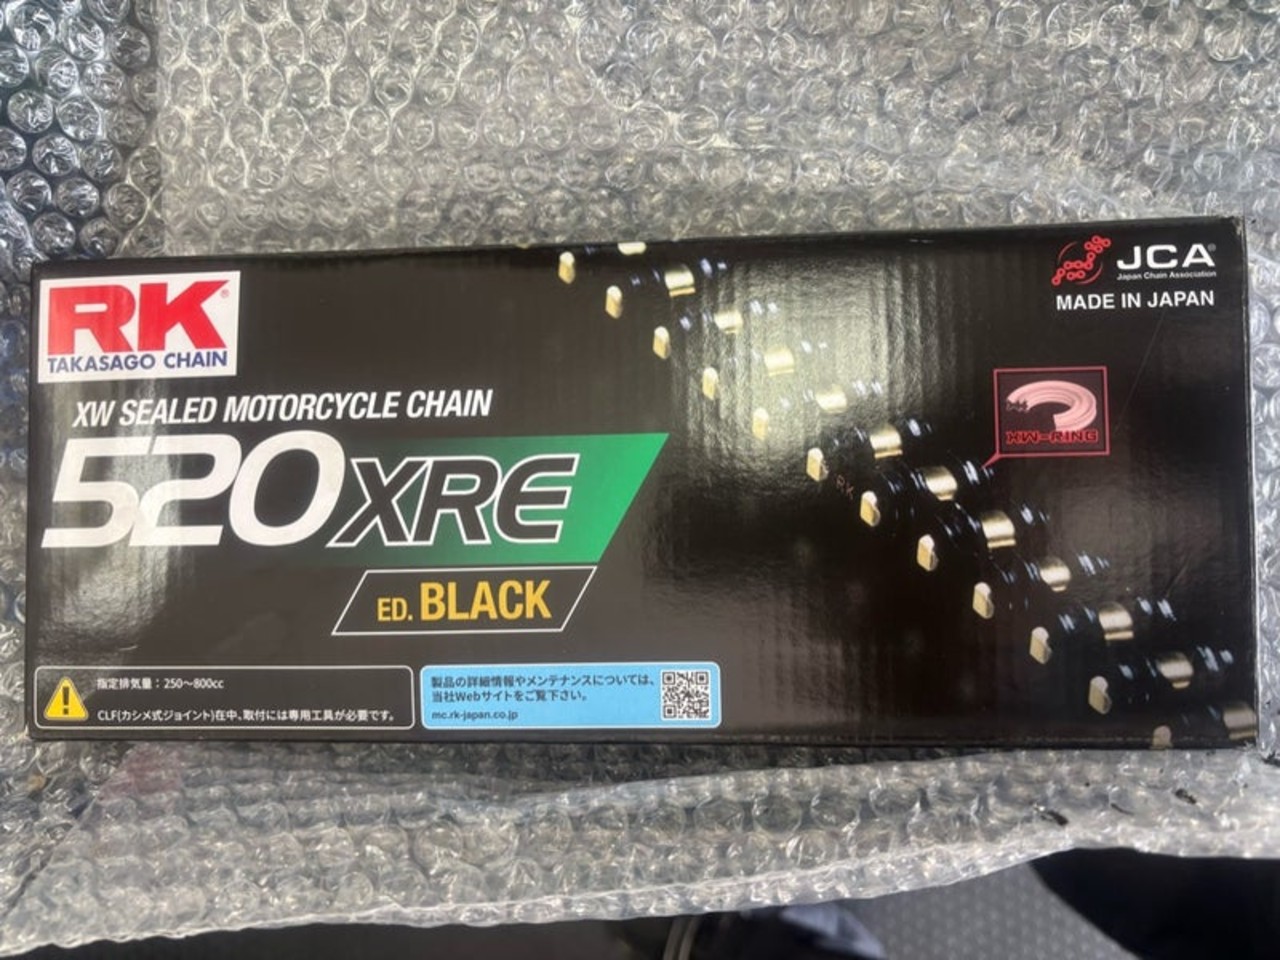 RK®
TAKASAGO CHAIN
JCA®
Japan Chain Association
MADE IN JAPAN
XW SEALED MOTORCYCLE CHAIN
520XRE
ED. BLACK
XW-RING
RK
指定排気量：250〜800cc
CLF(カシメ式ジョイント)在中、取付には専用工具が必要です。
製品の詳細情報やメンテナンスについては、
当社Webサイトをご覧下さい。
mc.rk-japan.co.jp